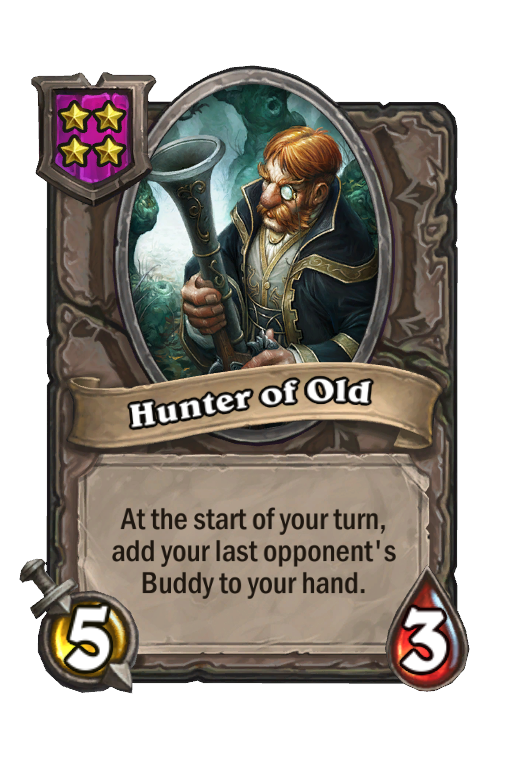 Hunter of Old
At the start of your turn,
add your last opponent's
Buddy to your hand.
5
3